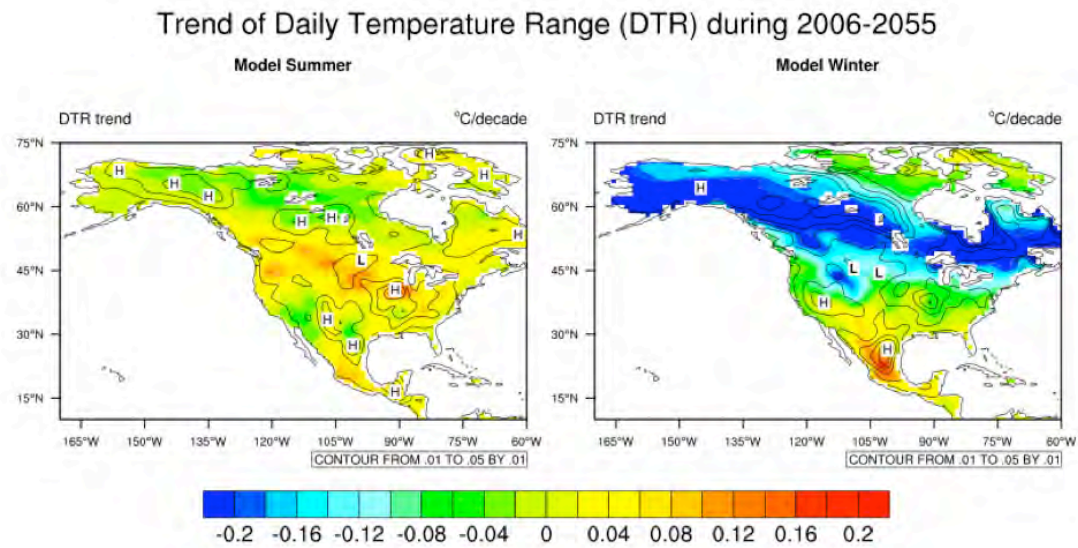 Trend of Daily Temperature Range (DTR) during 2006-2055
Model Summer
Model Winter
DTR trend
°C/decade
DTR trend
°C/decade
75°N
60°N
45°N
30°N
15°N
75°N
60°N
45°N
30°N
15°N
H
H
H
H
H
H
H
H
L
H
H
H
H
H
L
L
H
H
165°W 150°W 135°W 120°W 105°W 90°W 75°W 60°W
165°W 150°W 135°W 120°W 105°W 90°W 75°W 60°W
CONTOUR FROM .01 TO .05 BY .01
CONTOUR FROM .01 TO .05 BY .01
-0.2 -0.16 -0.12 -0.08 -0.04 0 0.04 0.08 0.12 0.16 0.2